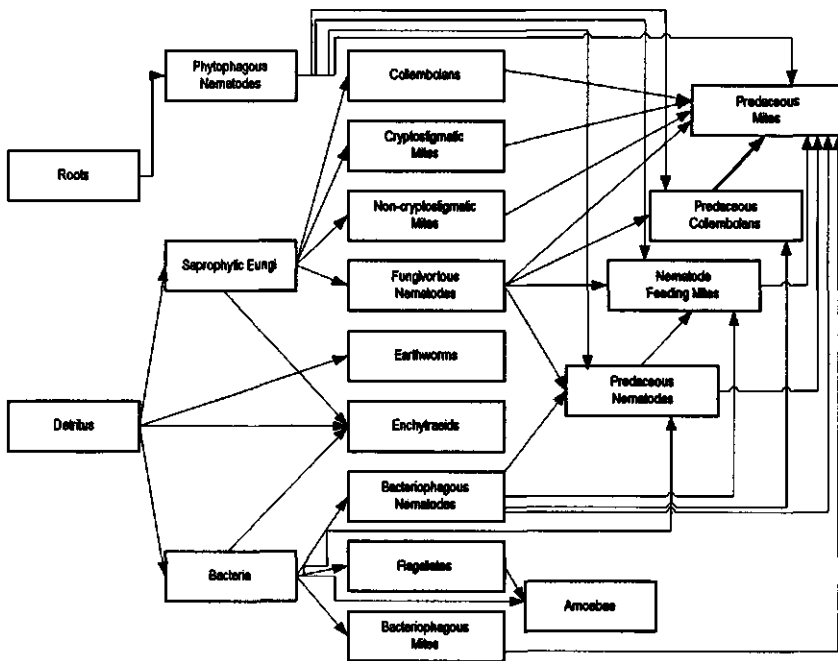 Phytophagous
Nematodes
Collembolans
Predaceous
Mites
Cryptostigmatic
Mites
Roots
Non-cryptostigmatic
Mites
Predaceous
Collembolans
Saprophytic Fungi
Fungivortous
Nematodes
Nematode
Feeding Mites
Earthworms
Predaceous
Nematodes
Detritus
Enchytraeids
Bacteriophagous
Nematodes
Bacteria
Flagellates
Amoebae
Bacteriophagous
Mites